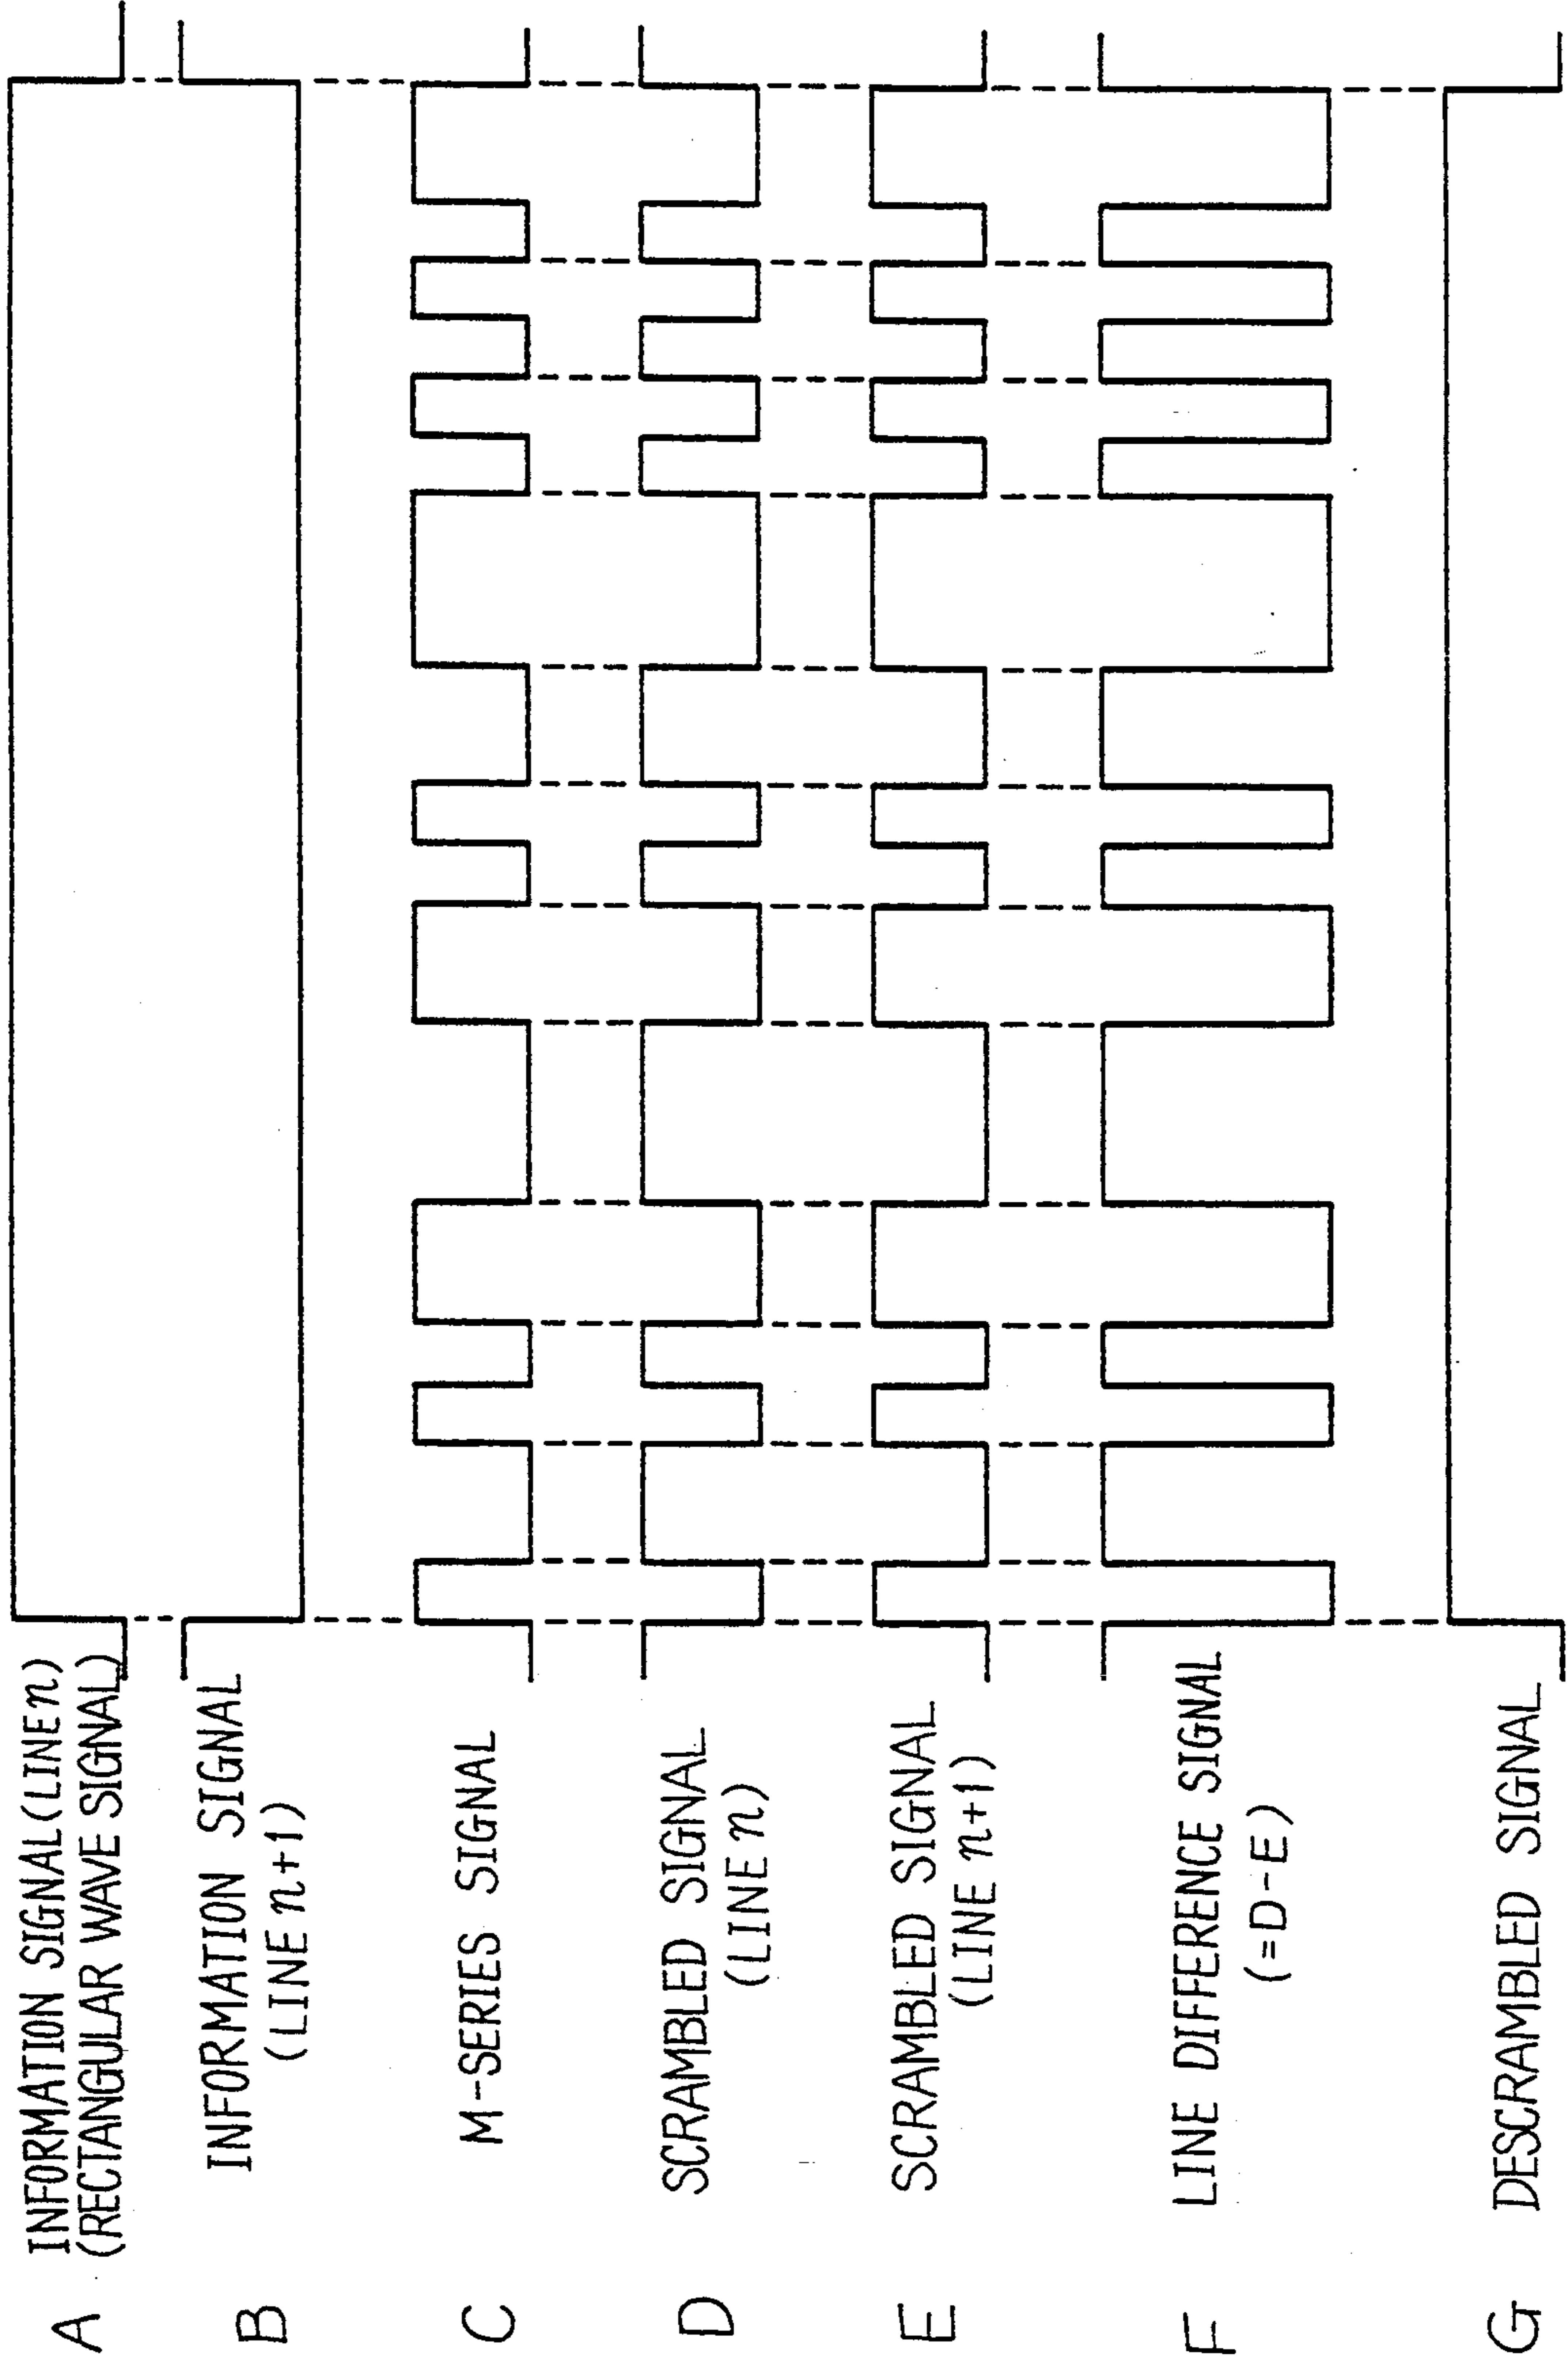 A INFORMATION SIGNAL (LINE n)
(RECTANGULAR WAVE SIGNAL)
B INFORMATION SIGNAL
(LINE n+1)
C M-SERIES SIGNAL
D SCRAMBLED SIGNAL
(LINE n)
E SCRAMBLED SIGNAL
(LINE n+1)
F LINE DIFFERENCE SIGNAL
(=D-E)
G DESCRAMBLED SIGNAL